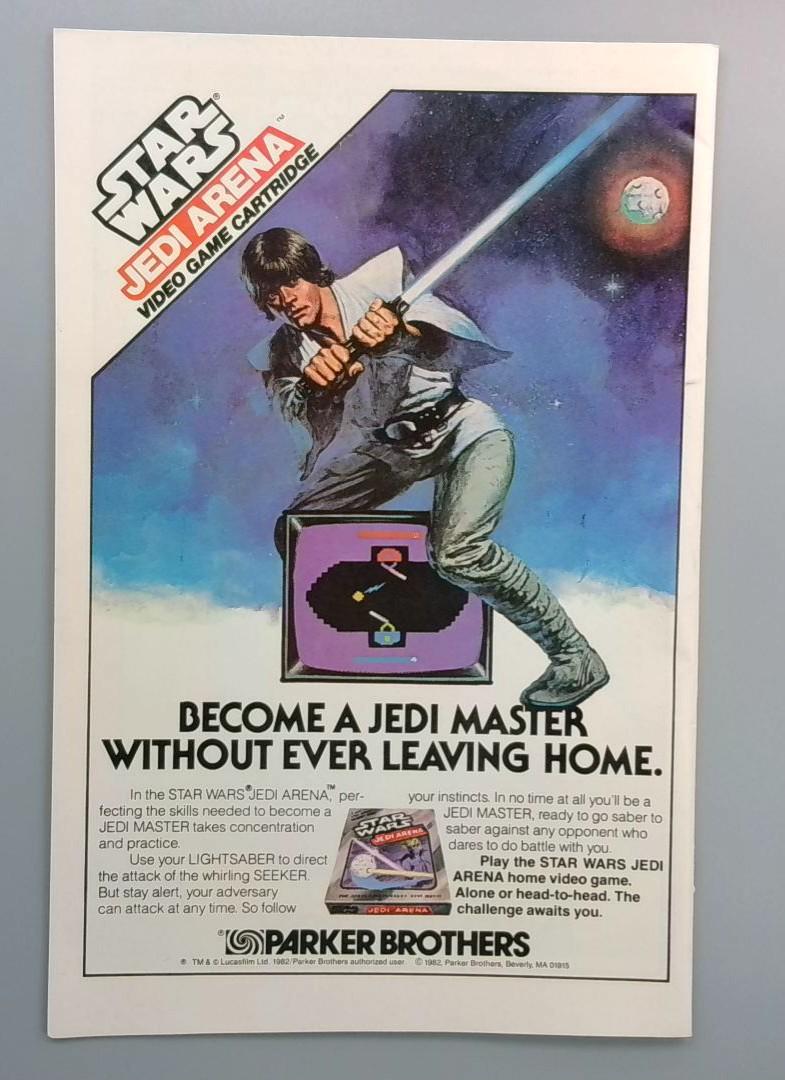 STAR
WARS®
JEDI ARENA™
VIDEO GAME CARTRIDGE
BECOME A JEDI MASTER
WITHOUT EVER LEAVING HOME.
In the STAR WARS® JEDI ARENA,™ per-
fecting the skills needed to become a
JEDI MASTER takes concentration
and practice.
Use your LIGHTSABER to direct
the attack of the whirling SEEKER.
But stay alert, your adversary
can attack at any time. So follow
your instincts. In no time at all you'll be a
JEDI MASTER, ready to go saber to
saber against any opponent who
dares to do battle with you.
Play the STAR WARS JEDI
ARENA home video game.
Alone or head-to-head. The
challenge awaits you.
STAR
WARS
JEDI ARENA
JEDI ARENA
®PARKER BROTHERS
® TM & © Lucasfilm Ltd. 1982/Parker Brothers authorized user © 1982, Parker Brothers, Beverly, MA 01915